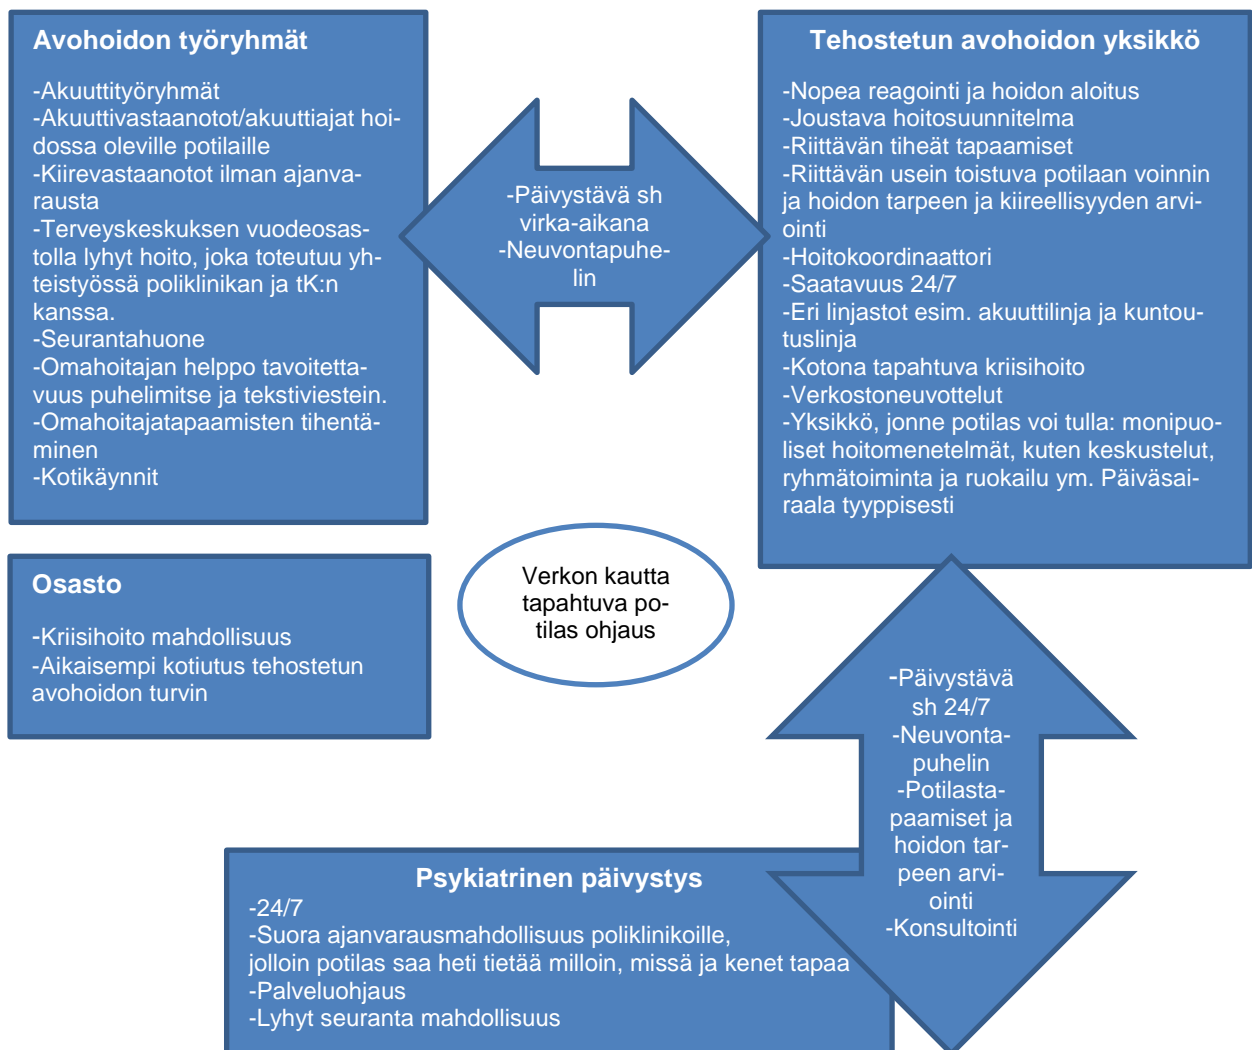 Avohoidon työryhmät
-Akuuttityöryhmät
-Akuuttivastaanotot/akuuttiajat hoi-
dossa oleville potilaille
-Kiirevastaanotot ilman ajanva-
rausta
-Terveyskeskuksen vuodeosas-
tolla lyhyt hoito, joka toteutuu yh-
teistyössä poliklinikan ja tK:n
kanssa.
-Seurantahuone
-Omahoitajan helppo tavoitetta-
vuus puhelimitse ja tekstiviestein.
-Omahoitajatapaamisten tihentä-
minen
-Kotikäynnit
-Päivystävä sh
virka-aikana
-Neuvontapuhe-
lin
Tehostetun avohoidon yksikkö
-Nopea reagointi ja hoidon aloitus
-Joustava hoitosuunnitelma
-Riittävän tiheät tapaamiset
-Riittävän usein toistuva potilaan voinnin
ja hoidon tarpeen ja kiireellisyyden arvi-
ointi
-Hoitokoordinaattori
-Saatavuus 24/7
-Eri linjastot esim. akuuttilinja ja kuntou-
tuslinja
-Kotona tapahtuva kriisihoito
-Verkostoneuvottelut
-Yksikkö, jonne potilas voi tulla: monipuo-
liset hoitomenetelmät, kuten keskustelut,
ryhmätoiminta ja ruokailu ym. Päiväsai-
raala tyyppisesti
Osasto
-Kriisihoito mahdollisuus
-Aikaisempi kotiutus tehostetun
avohoidon turvin
Verkon kautta
tapahtuva po-
tilas ohjaus
-Päivystävä
sh 24/7
-Neuvonta-
puhelin
-Potilasta-
paamiset ja
hoidon tar-
peen arvi-
ointi
-Konsultointi
Psykiatrinen päivystys
-24/7
-Suora ajanvarausmahdollisuus poliklinikoille,
jolloin potilas saa heti tietää milloin, missä ja kenet tapaa
-Palveluohjaus
-Lyhyt seuranta mahdollisuus